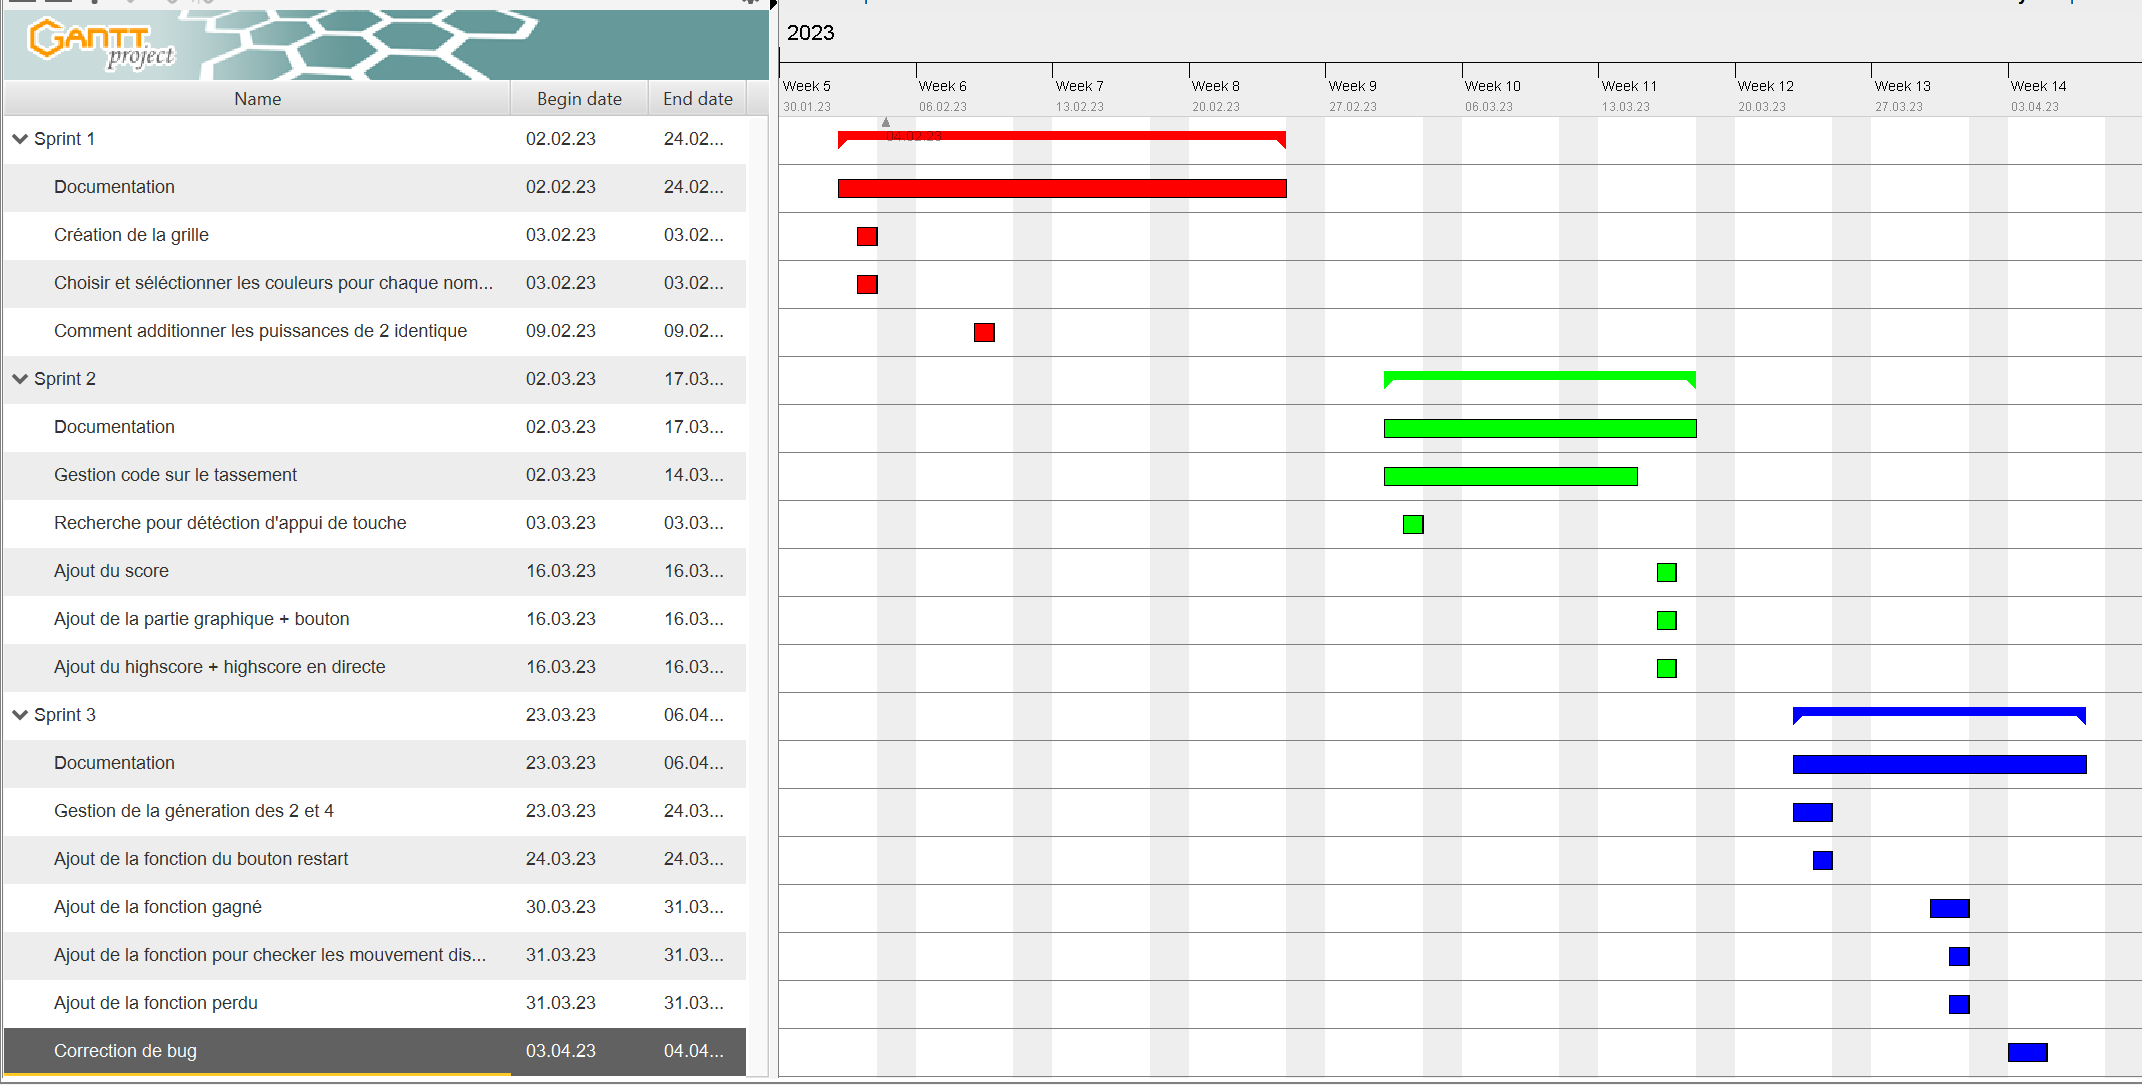 GANTT
project
2023
Week 5 Week 6 Week 7 Week 8 Week 9 Week 10 Week 11 Week 12 Week 13 Week 14
Name Begin date End date
30.01.23 06.02.23 13.02.23 20.02.23 27.02.23 06.03.23 13.03.23 20.03.23 27.03.23 03.04.23
04.02.23
Sprint 1 02.02.23 24.02...
Documentation 02.02.23 24.02...
Création de la grille 03.02.23 03.02...
Choisir et séléctionner les couleurs pour chaque nom... 03.02.23 03.02...
Comment additionner les puissances de 2 identique 09.02.23 09.02...
Sprint 2 02.03.23 17.03...
Documentation 02.03.23 17.03...
Gestion code sur le tassement 02.03.23 14.03...
Recherche pour détéction d'appui de touche 03.03.23 03.03...
Ajout du score 16.03.23 16.03...
Ajout de la partie graphique + bouton 16.03.23 16.03...
Ajout du highscore + highscore en directe 16.03.23 16.03...
Sprint 3 23.03.23 06.04...
Documentation 23.03.23 06.04...
Gestion de la géneration des 2 et 4 23.03.23 24.03...
Ajout de la fonction du bouton restart 24.03.23 24.03...
Ajout de la fonction gagné 30.03.23 31.03...
Ajout de la fonction pour checker les mouvement dis... 31.03.23 31.03...
Ajout de la fonction perdu 31.03.23 31.03...
Correction de bug 03.04.23 04.04...